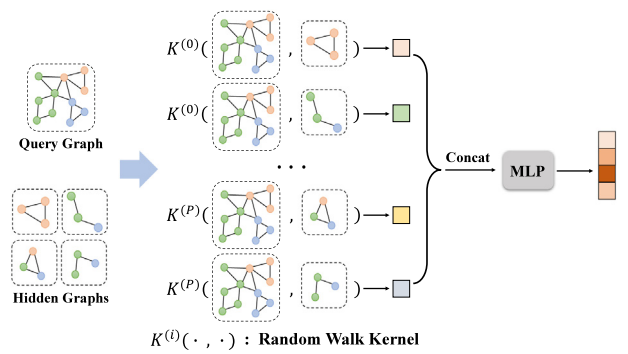 K^(0)( , )
Query Graph
K^(0)( , )
...
Concat
MLP
K^(P)( , )
Hidden Graphs
K^(P)( , )
K^(i)(· , ·) : Random Walk Kernel